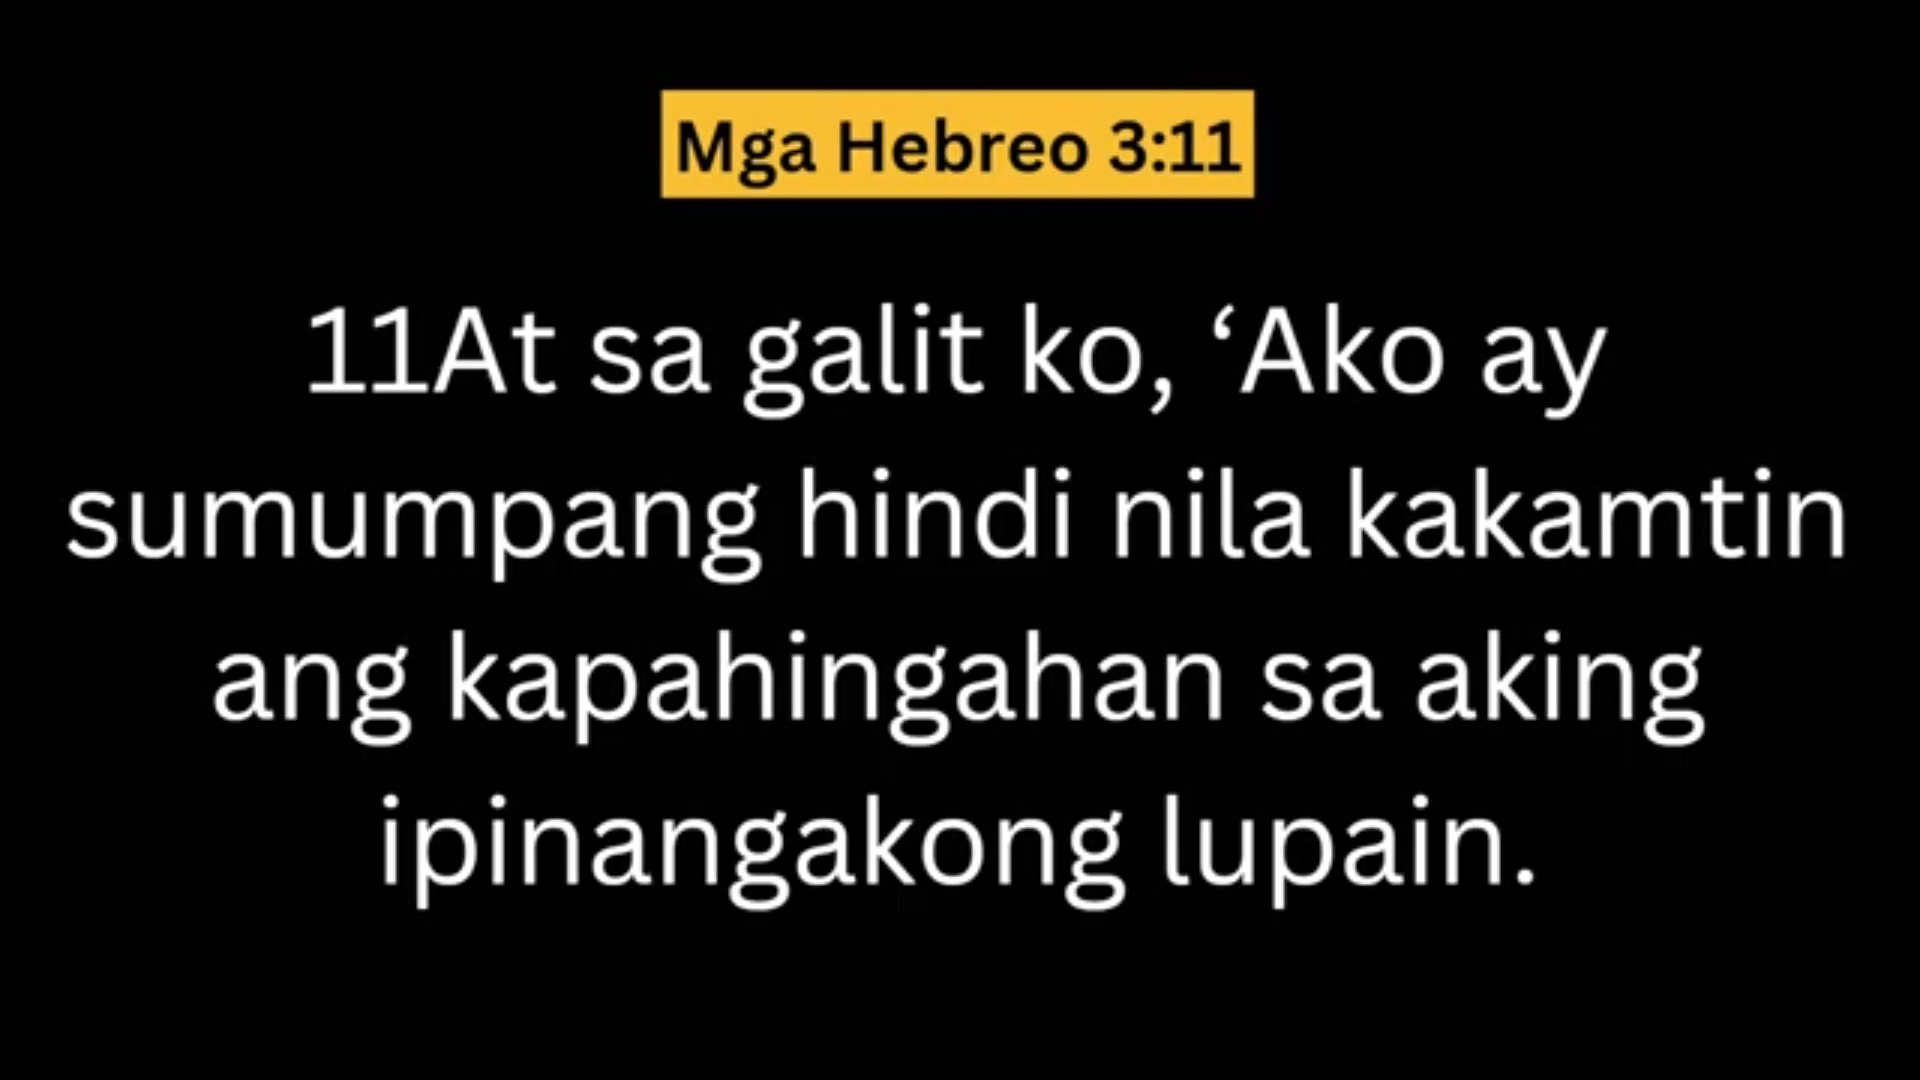 Mga Hebreo 3:11
11At sa galit ko, ‘Ako ay
sumumpang hindi nila kakamtin
ang kapahingahan sa aking
ipinangakong lupain.